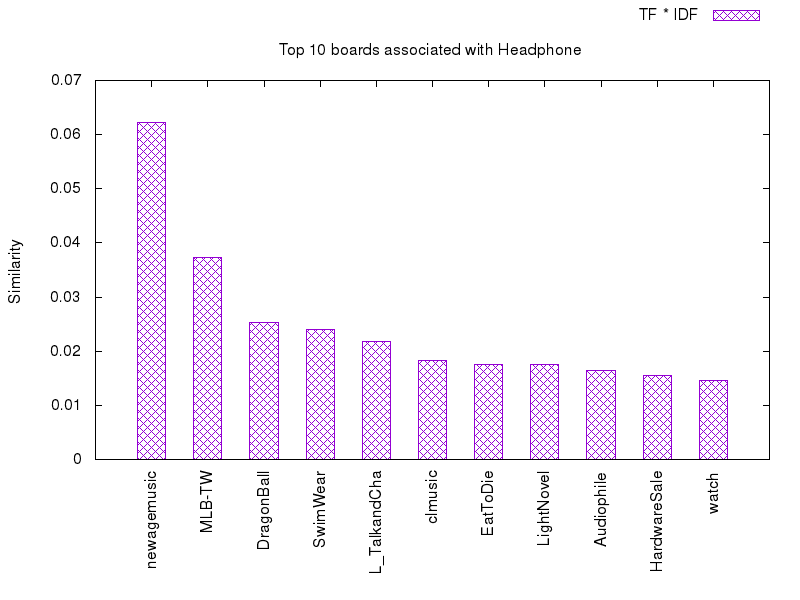 TF * IDF
Top 10 boards associated with Headphone
0.07
0.06
0.05
0.04
0.03
0.02
0.01
0
Similarity
newagemusic
MLB-TW
DragonBall
SwimWear
L_TalkandCha
clmusic
EatToDie
LightNovel
Audiophile
HardwareSale
watch